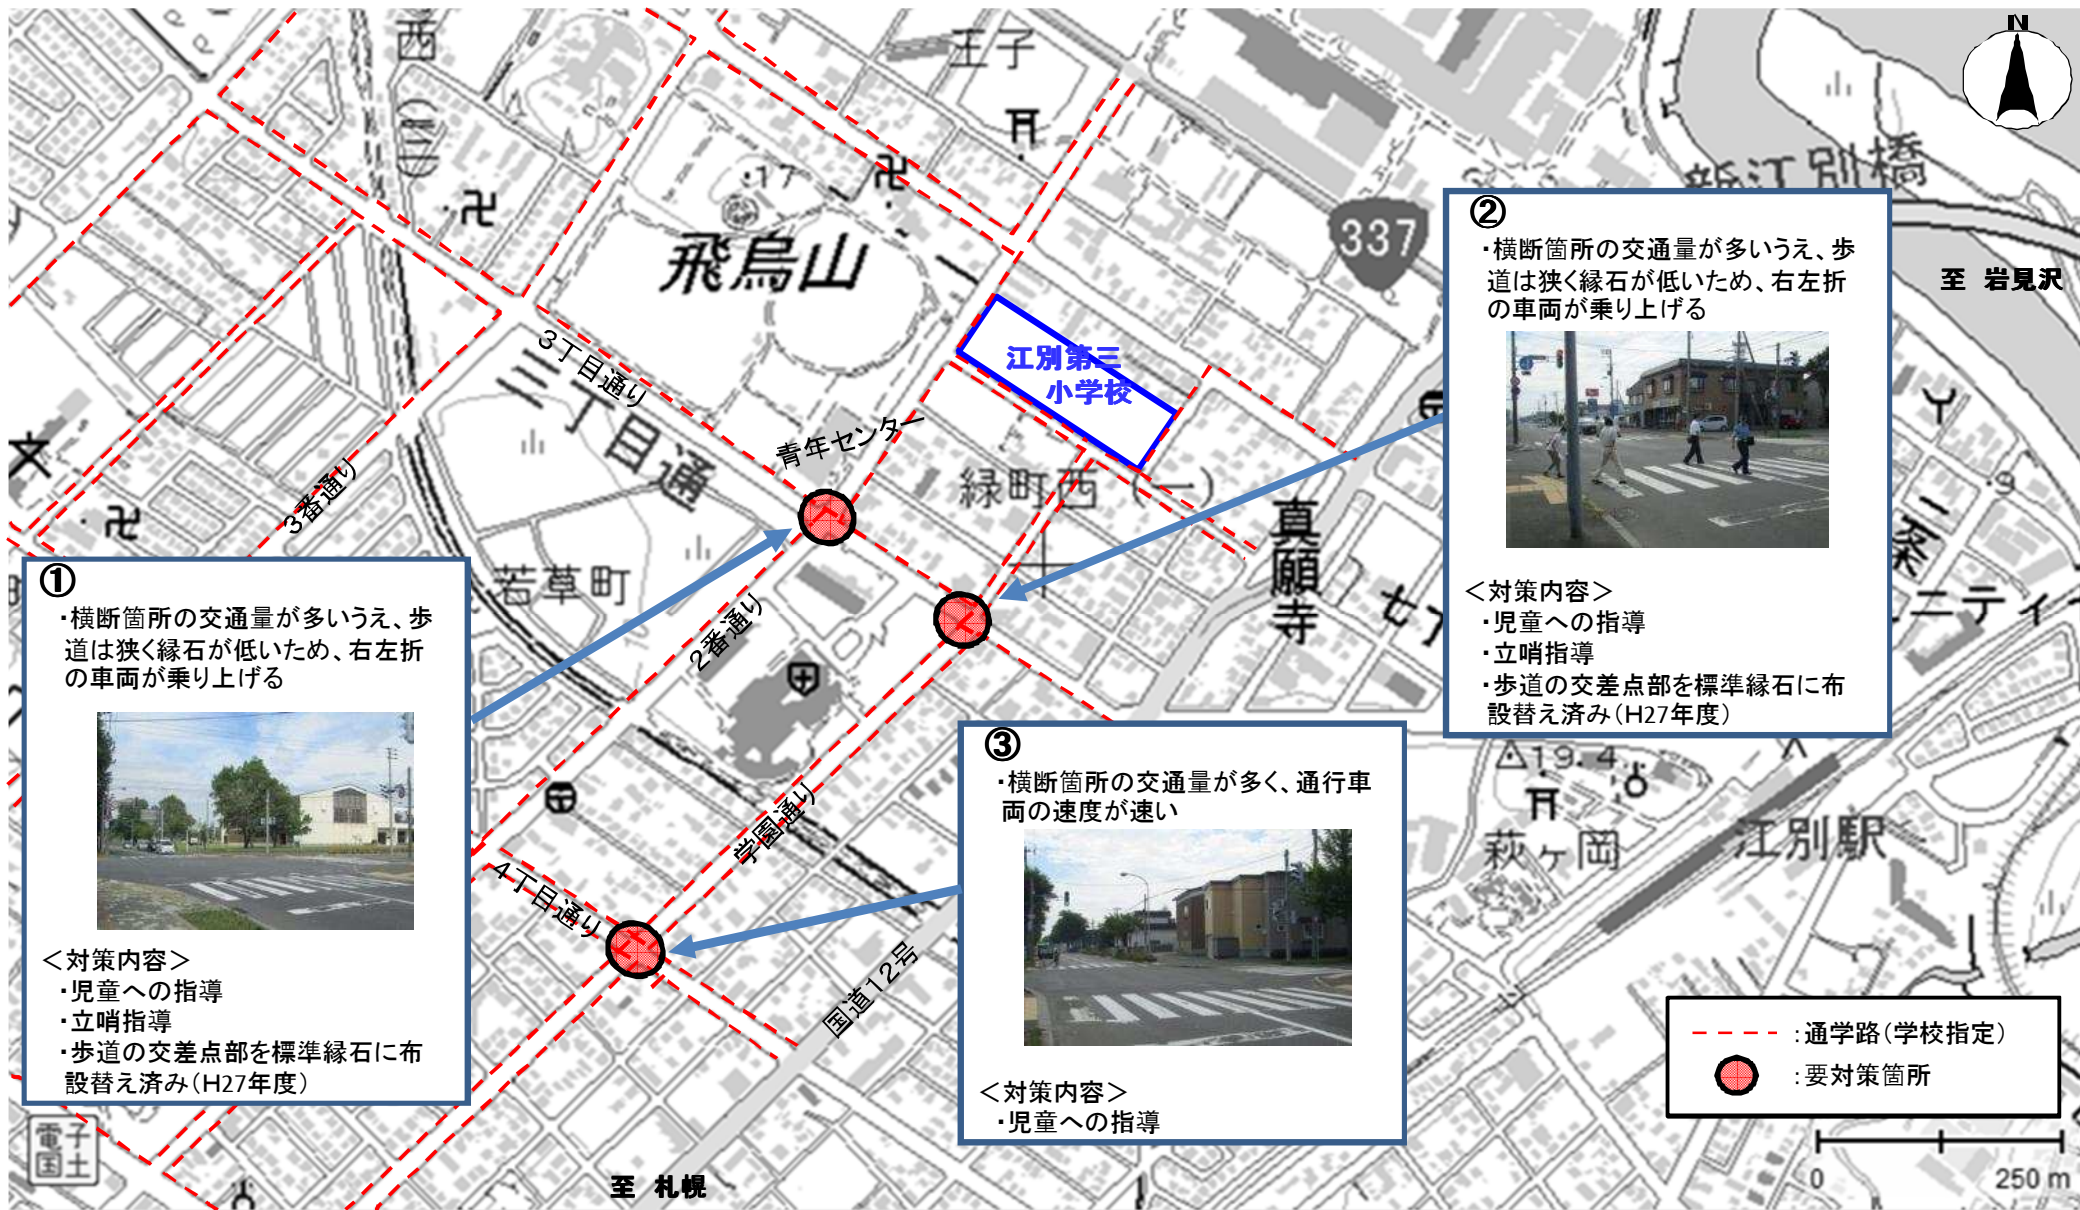 N
西(三)
王子
・17
飛烏山
337
新江別橋
至 岩見沢
3丁目通り
三丁目通
江別第三
小学校
青年センター
緑町西(一)
真願寺
3番通り
文
若草町
2番通り
学園通り
4丁目通り
国道12号
至 札幌
△19.4
・9
萩ヶ岡
江別駅
①
・横断箇所の交通量が多いうえ、歩
道は狭く縁石が低いため、右左折
の車両が乗り上げる
<対策内容>
・児童への指導
・立哨指導
・歩道の交差点部を標準縁石に布
設替え済み(H27年度)
②
・横断箇所の交通量が多いうえ、歩
道は狭く縁石が低いため、右左折
の車両が乗り上げる
<対策内容>
・児童への指導
・立哨指導
・歩道の交差点部を標準縁石に布
設替え済み(H27年度)
③
・横断箇所の交通量が多く、通行車
両の速度が速い
<対策内容>
・児童への指導
:通学路(学校指定)
:要対策箇所
0
250 m
電子
国土